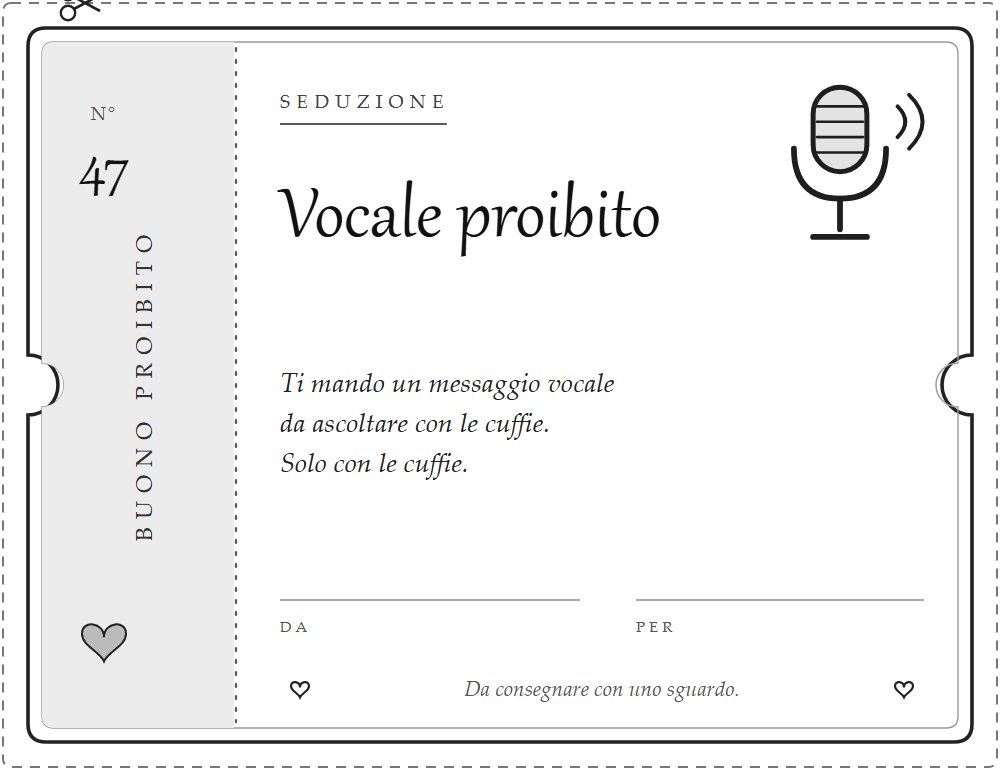 N°
47
BUONO PROIBITO
SEDUZIONE
Vocale proibito
Ti mando un messaggio vocale
da ascoltare con le cuffie.
Solo con le cuffie.
DA
PER
Da consegnare con uno sguardo.